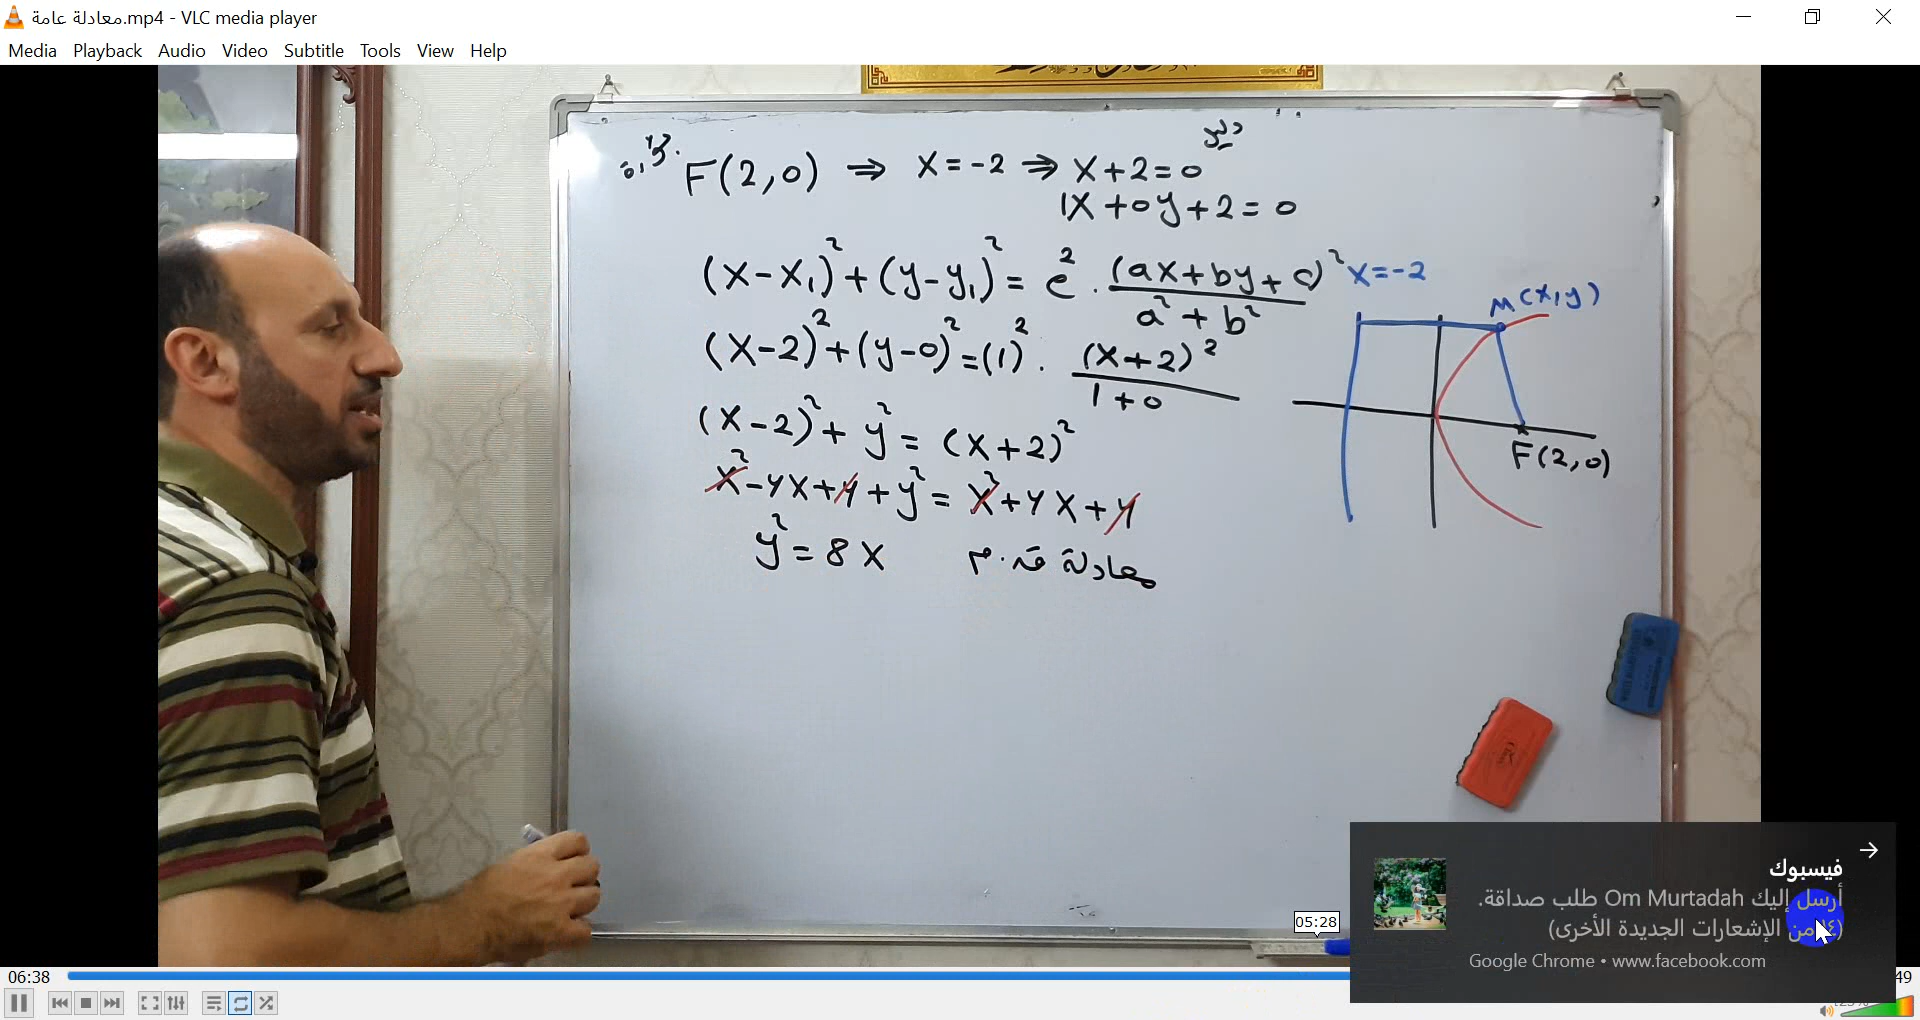 معادلة عامة.mp4 - VLC media player
Media Playback Audio Video Subtitle Tools View Help
F(2,0) ⇒ X=-2 ⇒ X+2=0
1X+0y+2=0
(X-X₁)²+(y-y₁)²= e². (aX+by+c)²/a²+b²
(X-2)²+(y-0)²=(1)². (X+2)²/1+0
(X-2)²+y²=(X+2)²
X²-4X+4+y²=X²+4X+4
y²=8X معادلة
X=-2
M(X,y)
F(2,0)
فيسبوك
أرسل إليك Om Murtadah طلب صداقة.
من الإشعارات الجديدة الأخرى)
Google Chrome • www.facebook.com
05:28
06:38
49